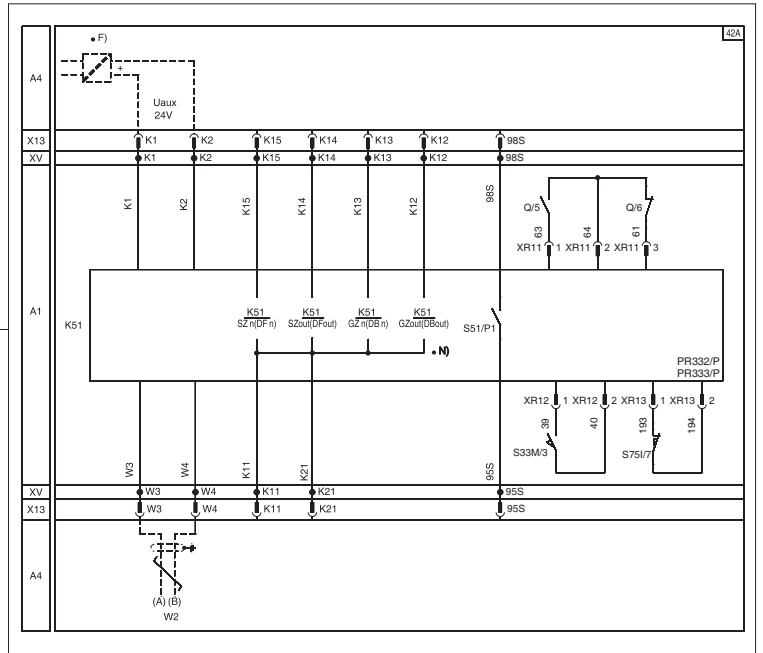 • F)
42A
A4
+
Uaux
24V
X13
K1
K2
K15
K14
K13
K12
98S
XV
K1
K2
K15
K14
K13
K12
98S
K1
K2
K15
K14
K13
K12
98S
Q/5
Q/6
63
64
61
XR11 1
XR11 2
XR11 3
A1
K51
K51
SZ n(DF n)
K51
SZout(DFout)
K51
GZ n(DB n)
K51
GZout(DBout)
S51/P1
• N)
PR332/P
PR333/P
XR12 1
XR12 2
XR13 1
XR13 2
39
40
193
194
S33M/3
S75I/7
W3
W4
K11
K21
95S
XV
W3
W4
K11
K21
95S
X13
W3
W4
K11
K21
95S
A4
(A) (B)
W2